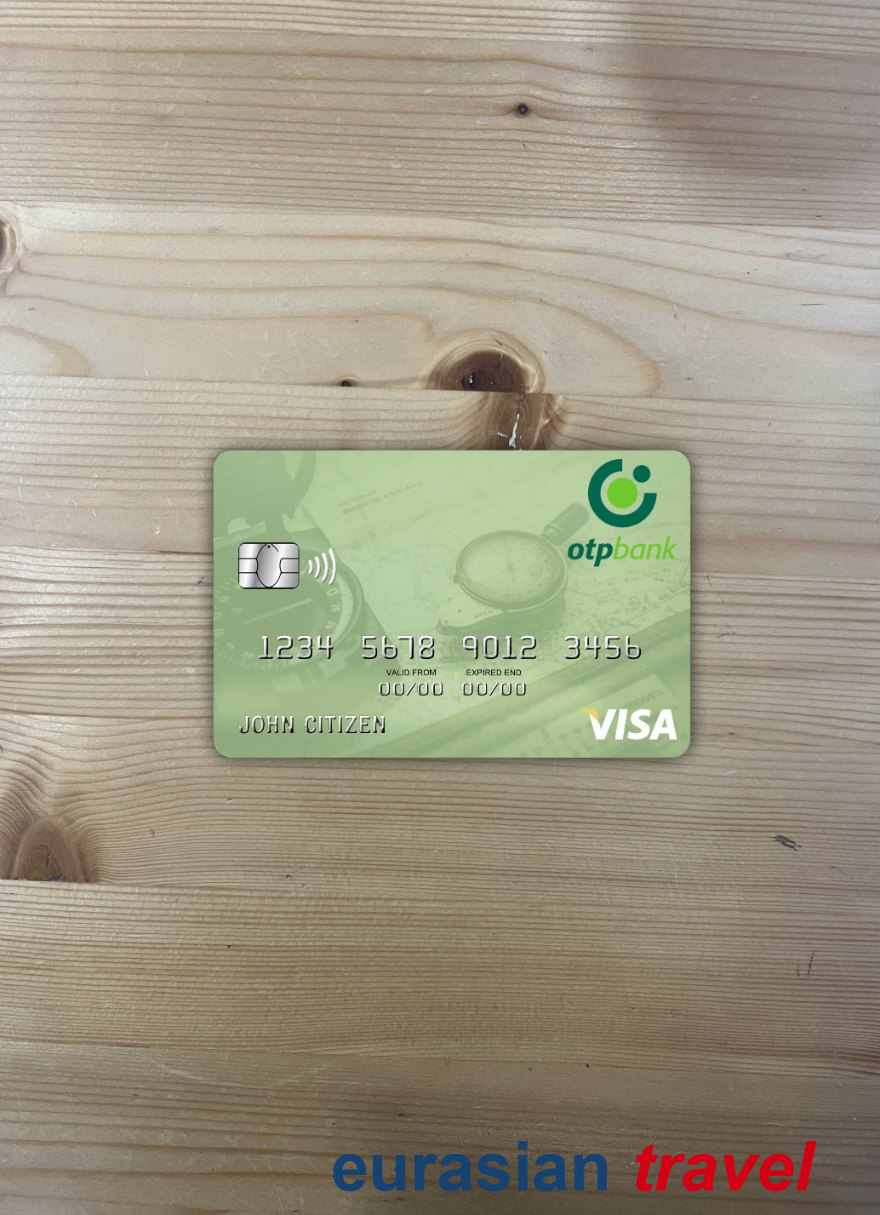 otpbank
1234 5678 9012 3456
VALID FROM EXPIRED END
00/00 00/00
JOHN CITIZEN
VISA
eurasian travel